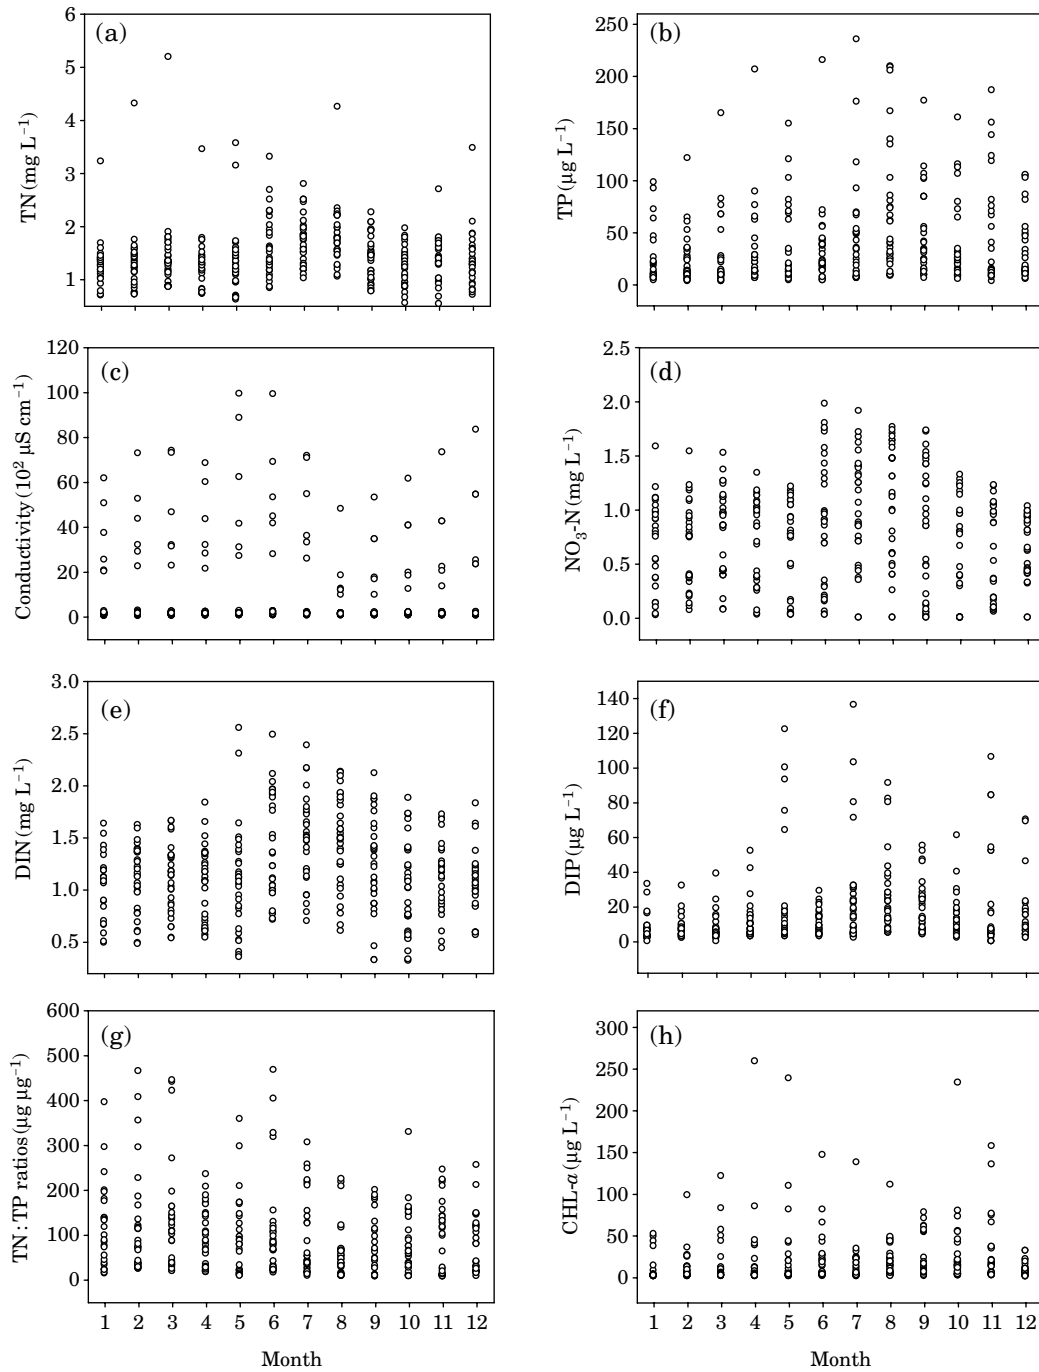 (a)
6
5
4
3
2
1
TN (mg L⁻¹)
(b)
250
200
150
100
50
0
TP (µg L⁻¹)
(c)
120
100
80
60
40
20
0
Conductivity (10² µS cm⁻¹)
(d)
2.5
2.0
1.5
1.0
0.5
0.0
NO₃-N (mg L⁻¹)
(e)
3.0
2.5
2.0
1.5
1.0
0.5
DIN (mg L⁻¹)
(f)
140
120
100
80
60
40
20
0
DIP (µg L⁻¹)
(g)
600
500
400
300
200
100
0
TN:TP ratios (µg µg⁻¹)
1 2 3 4 5 6 7 8 9 10 11 12
Month
(h)
300
250
200
150
100
50
0
CHL-a (µg L⁻¹)
1 2 3 4 5 6 7 8 9 10 11 12
Month